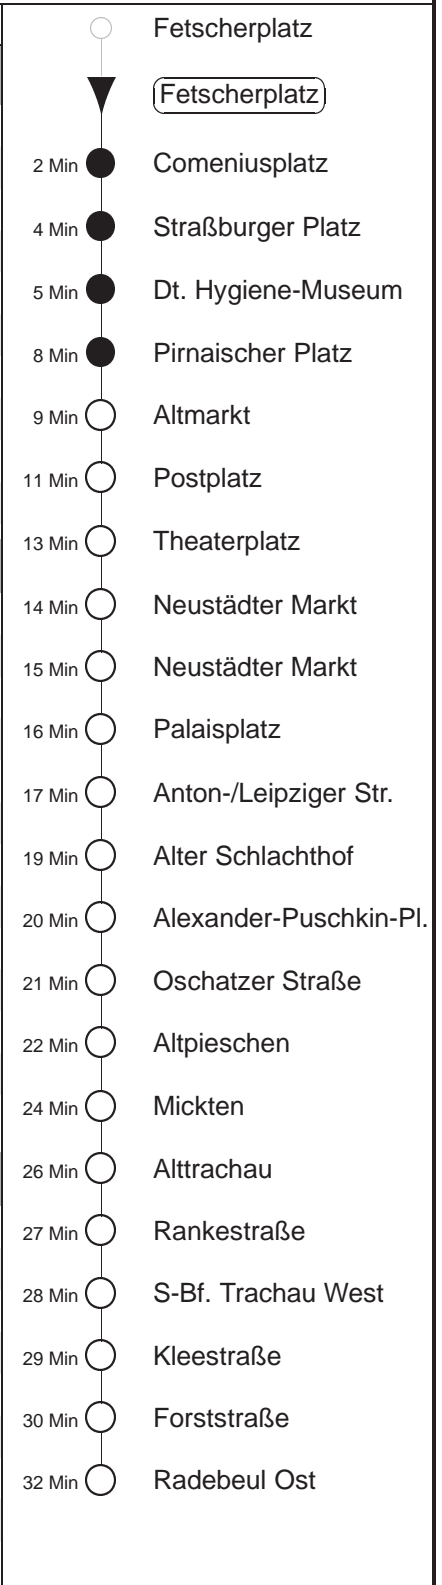 Fetscherplatz
Fetscherplatz
2 Min Comeniusplatz
4 Min Straßburger Platz
5 Min Dt. Hygiene-Museum
8 Min Pirnaischer Platz
9 Min Altmarkt
11 Min Postplatz
13 Min Theaterplatz
14 Min Neustädter Markt
15 Min Neustädter Markt
16 Min Palaisplatz
17 Min Anton-/Leipziger Str.
19 Min Alter Schlachthof
20 Min Alexander-Puschkin-Pl.
21 Min Oschatzer Straße
22 Min Altpieschen
24 Min Mickten
26 Min Alttrachau
27 Min Rankestraße
28 Min S-Bf. Trachau West
29 Min Kleestraße
30 Min Forststraße
32 Min Radebeul Ost